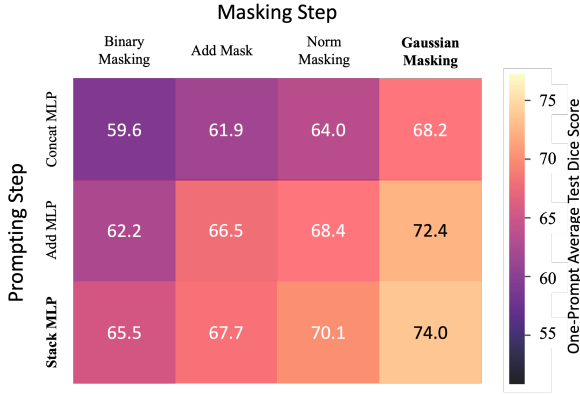 Masking Step
Binary Masking
Add Mask
Norm Masking
Gaussian Masking
Prompting Step
Concat MLP
59.6 61.9 64.0 68.2
Add MLP
62.2 66.5 68.4 72.4
Stack MLP
65.5 67.7 70.1 74.0
75
70
65
60
55
One-Prompt Average Test Dice Score